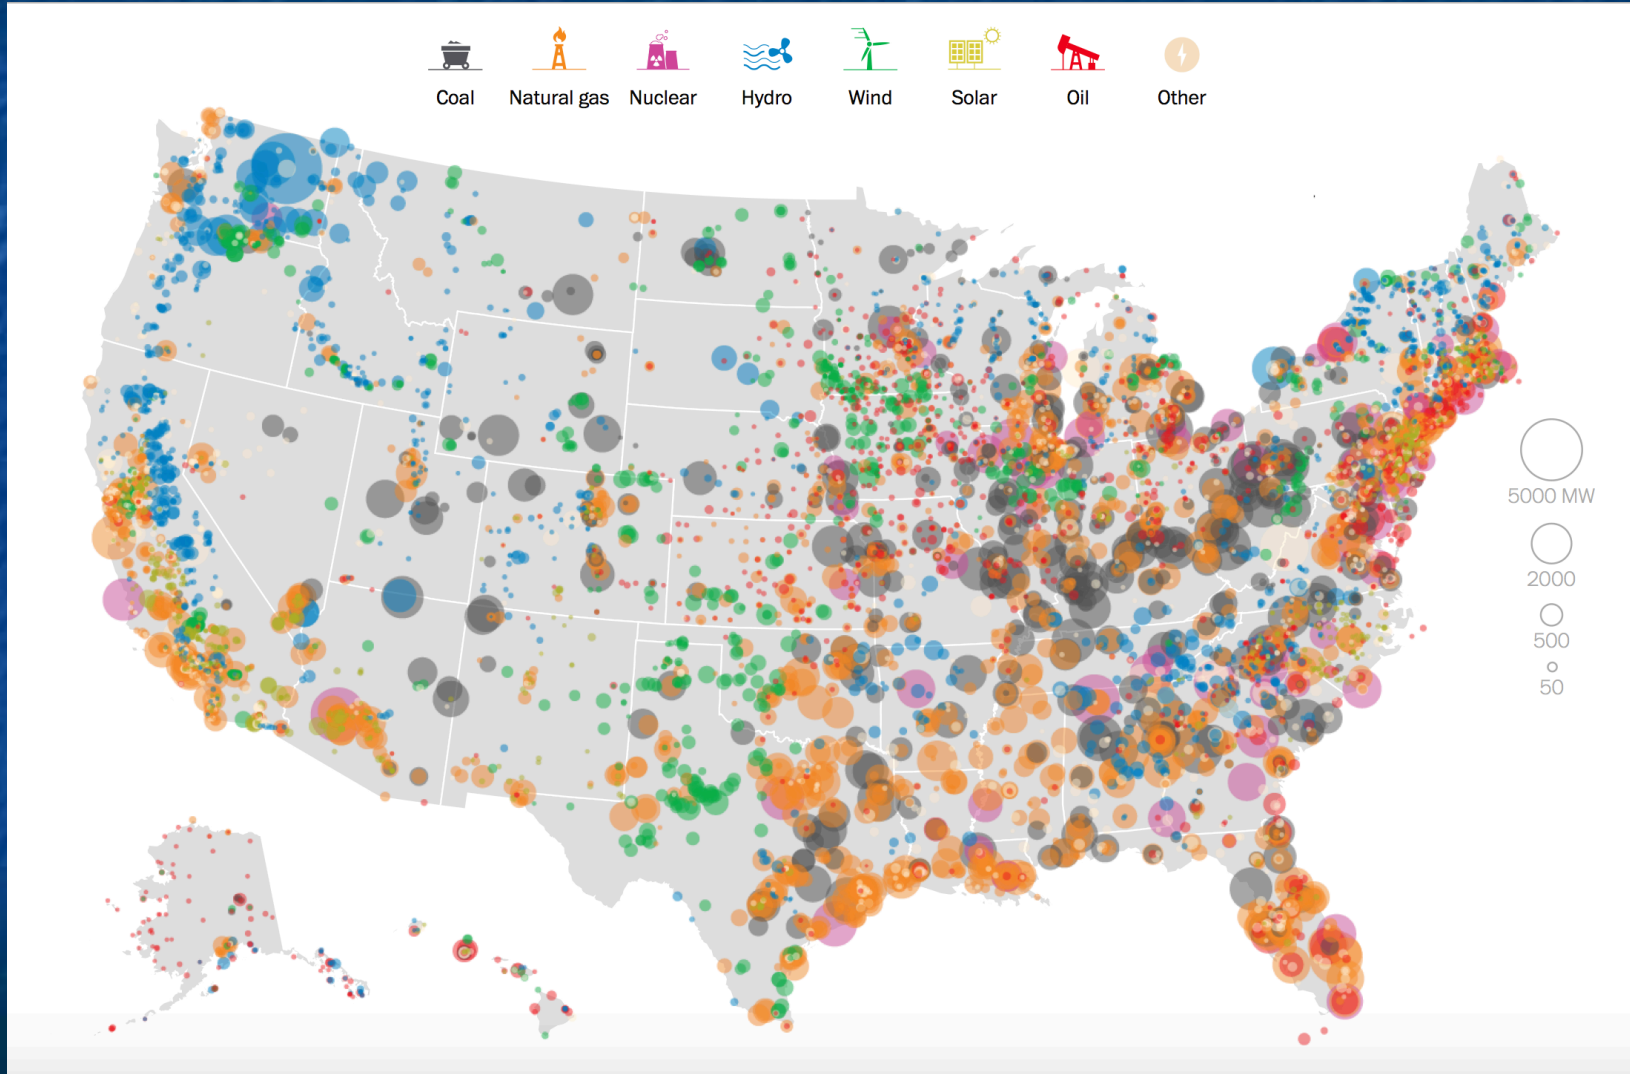 Coal
Natural gas
Nuclear
Hydro
Wind
Solar
Oil
Other
5000 MW
2000
500
50